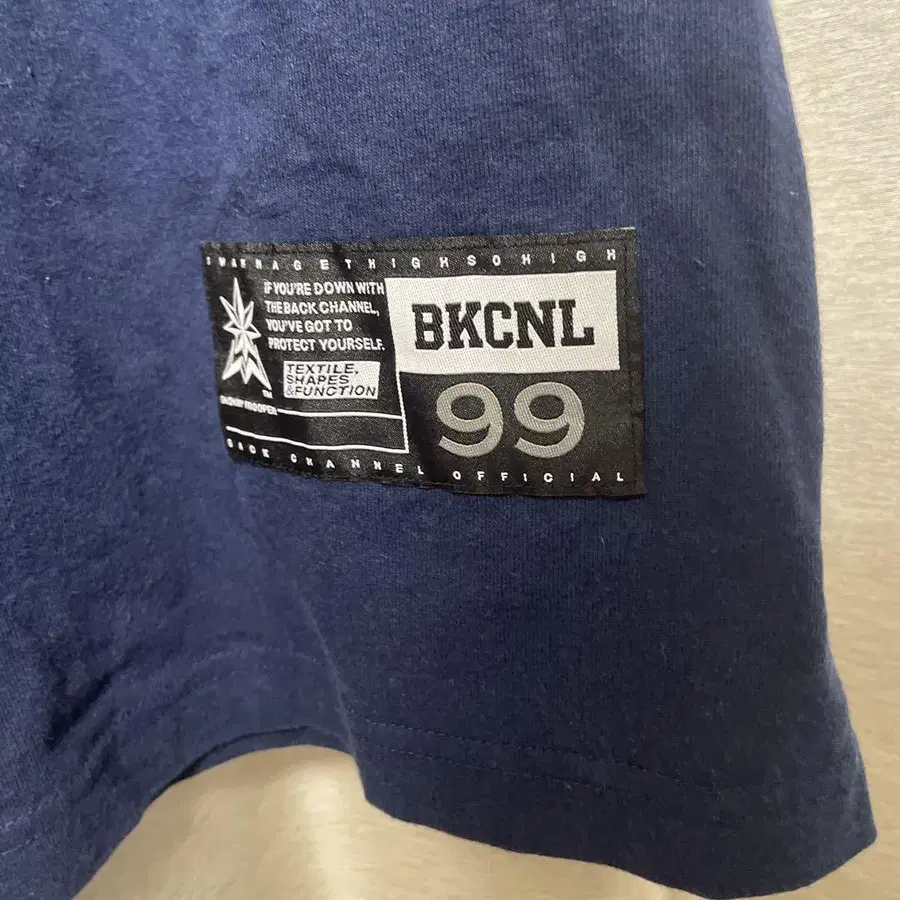 IF YOU'RE DOWN WITH
THE BACK CHANNEL,
YOU'VE GOT TO
PROTECT YOURSELF.
TEXTILE,
SHAPES
&FUNCTION
TM
BKCNL
99
BACK CHANNEL OFFICIAL